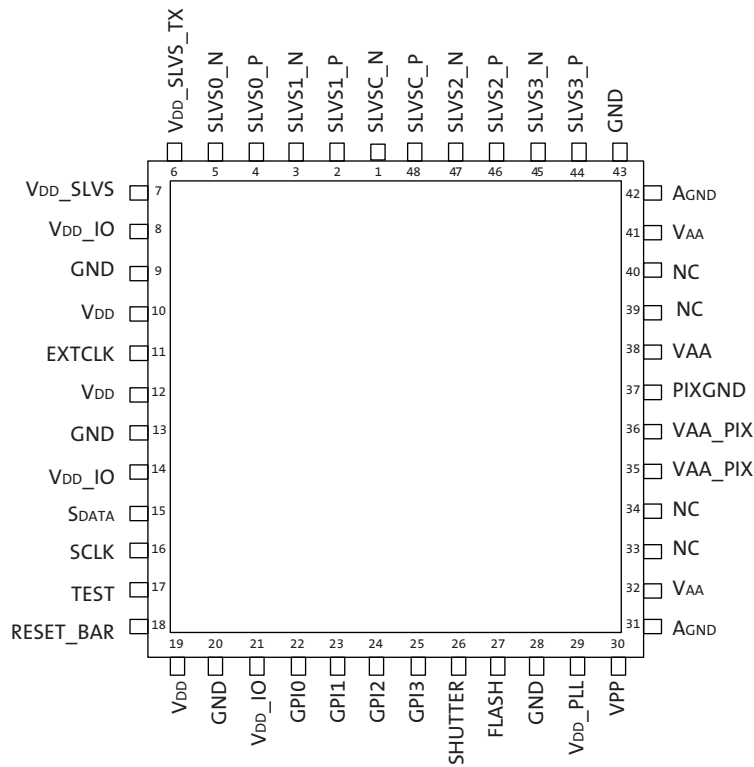 VDD_SLVS_TX
SLVS0_N
SLVS0_P
SLVS1_N
SLVS1_P
SLVSC_N
SLVSC_P
SLVS2_N
SLVS2_P
SLVS3_N
SLVS3_P
GND
6 5 4 3 2 1 48 47 46 45 44 43
VDD_SLVS 7
VDD_IO 8
GND 9
VDD 10
EXTCLK 11
VDD 12
GND 13
VDD_IO 14
SDATA 15
SCLK 16
TEST 17
RESET_BAR 18
42 AGND
41 VAA
40 NC
39 NC
38 VAA
37 PIXGND
36 VAA_PIX
35 VAA_PIX
34 NC
33 NC
32 VAA
31 AGND
19 20 21 22 23 24 25 26 27 28 29 30
VDD
GND
VDD_IO
GPI0
GPI1
GPI2
GPI3
SHUTTER
FLASH
GND
VDD_PLL
VPP